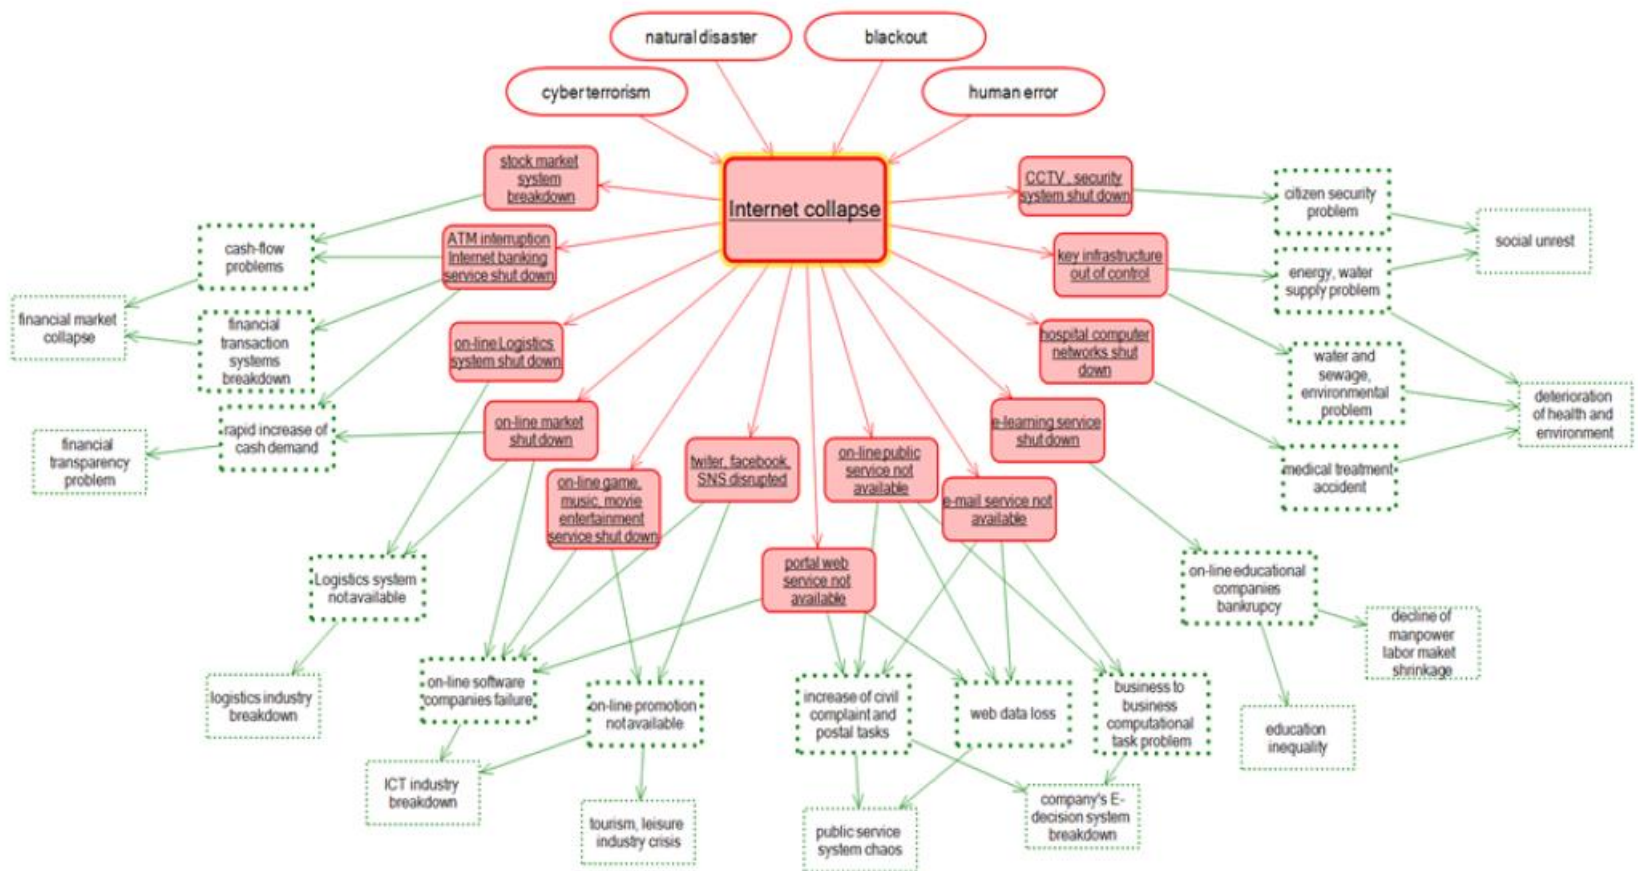 natural disaster
blackout
cyber terrorism
human error
Internet collapse
stock market
system
breakdown
CCTV , security
system shut down
citizen security
problem
social unrest
cash-flow
problems
ATM interruption
Internet banking
service shut down
key infrastructure
out of control
energy, water
supply problem
financial market
collapse
financial
transaction
systems
breakdown
on-line Logistics
system shut down
hospital computer
networks shut
down
water and
sewage,
environmental
problem
deterioration
of health and
environment
financial
transparency
problem
rapid increase of
cash demand
on-line market
shut down
e-learning service
shut down
medical treatment
accident
on-line game,
music, movie
entertainment
service shut down
twiter, facebook,
SNS disrupted
on-line public
service not
available
e-mail service not
available
portal web
service not
available
Logistics system
not available
on-line educational
companies
bankrupcy
decline of
manpower
labor maket
shrinkage
logistics industry
breakdown
on-line software
companies failure
on-line promotion
not available
increase of civil
complaint and
postal tasks
web data loss
business to
business
computational
task problem
education
inequality
ICT industry
breakdown
tourism, leisure
industry crisis
public service
system chaos
company's E-
decision system
breakdown